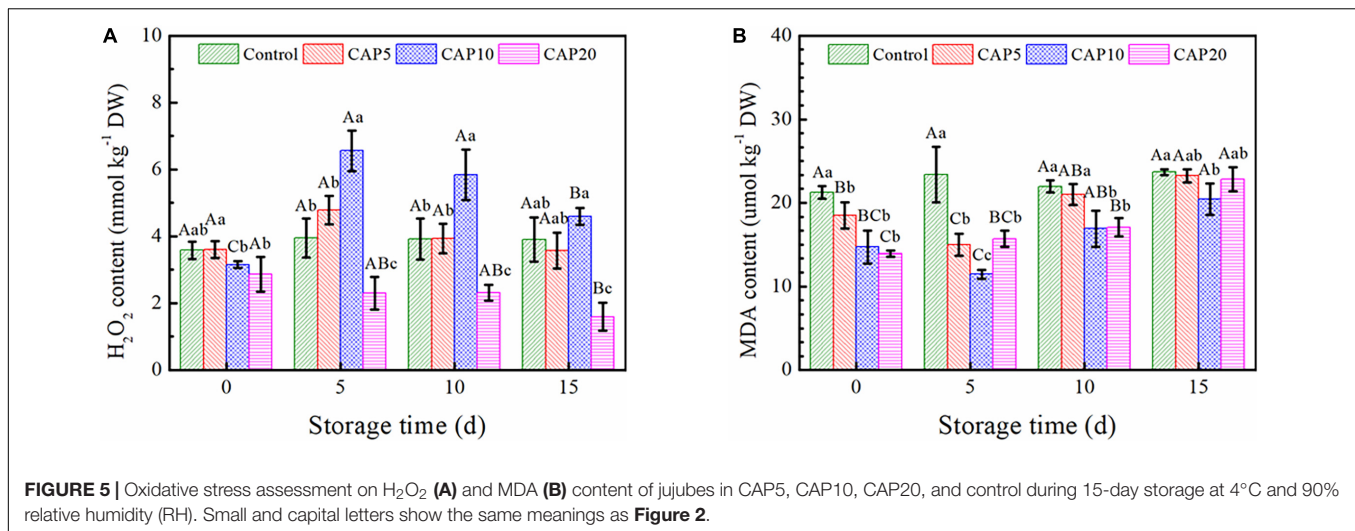 A
10
8
6
4
2
0
H₂O₂ content (mmol kg⁻¹ DW)
Control CAP5 CAP10 CAP20
Aab Aa Cb Ab
Ab Ab Aa ABc
Ab Ab Aa ABc
Aab Aab Ba Bc
0 5 10 15
Storage time (d)
B
40
30
20
10
0
MDA content (umol kg⁻¹ DW)
Control CAP5 CAP10 CAP20
Aa Bb BCb Cb
Aa Cb Cc BCb
Aa ABa ABb Bb
Aa Aab Ab Aab
0 5 10 15
Storage time (d)
FIGURE 5 | Oxidative stress assessment on H₂O₂ (A) and MDA (B) content of jujubes in CAP5, CAP10, CAP20, and control during 15-day storage at 4°C and 90%
relative humidity (RH). Small and capital letters show the same meanings as Figure 2.